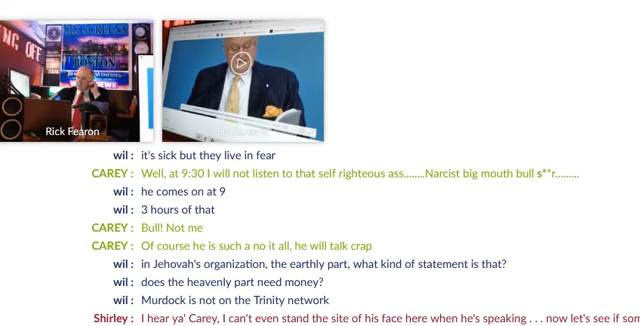 NG OFF
BOSTON
NEWS
Rick Fearon
wil : it's sick but they live in fear
CAREY : Well, at 9:30 I will not listen to that self righteous ass........Narcist big mouth bull s**r.........
wil : he comes on at 9
wil : 3 hours of that
CAREY : Bull! Not me
CAREY : Of course he is such a no it all, he will talk crap
wil : in Jehovah's organization, the earthly part, what kind of statement is that?
wil : does the heavenly part need money?
wil : Murdock is not on the Trinity network
Shirley : I hear ya' Carey, I can't even stand the site of his face here when he's speaking . . . now let's see if som